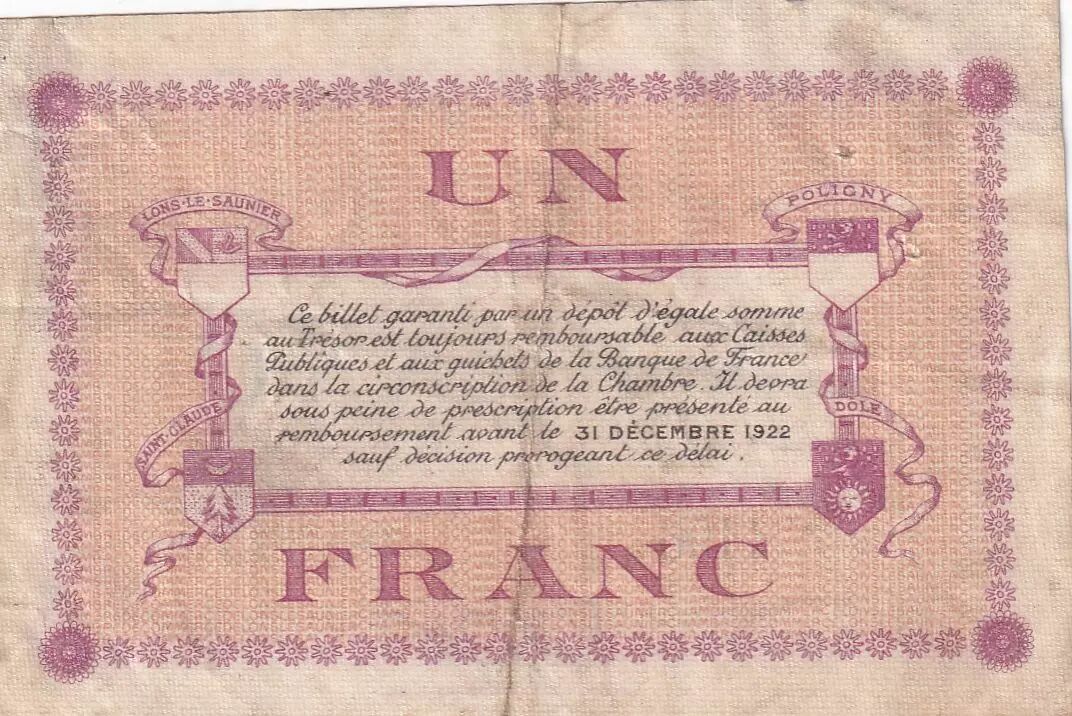 UN
LONS-LE-SAUNIER
POLIGNY
Ce billet garanti par un dépôt d'égale somme
au Trésor est toujours remboursable aux Caisses
Publiques et aux guichets de la Banque de France
dans la circonscription de la Chambre. Il devra
sous peine de prescription être présenté au
remboursement avant le 31 DÉCEMBRE 1922
sauf décision prorogeant ce délai.
SAINT-CLAUDE
DOLE
FRANC